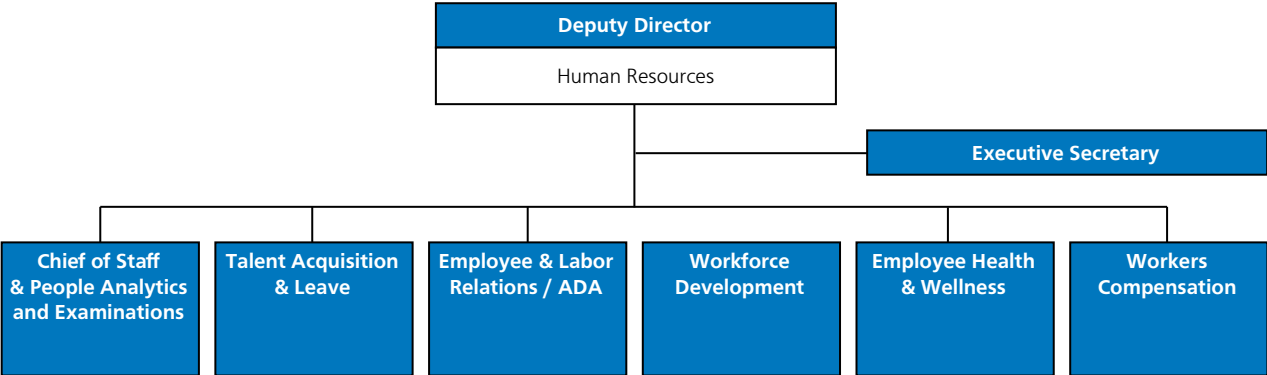 Deputy Director
Human Resources
Executive Secretary
Chief of Staff
& People Analytics
and Examinations
Talent Acquisition
& Leave
Employee & Labor
Relations / ADA
Workforce
Development
Employee Health
& Wellness
Workers
Compensation